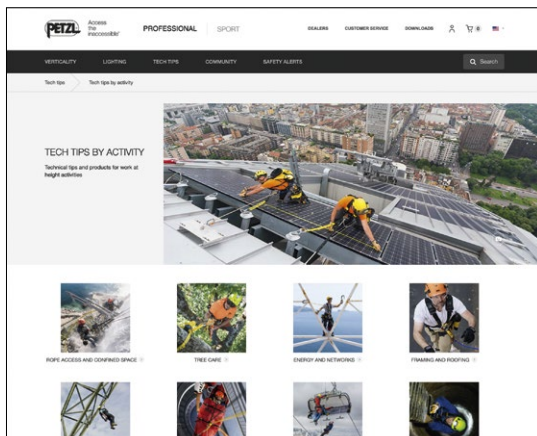 PETZL
Access
the
inaccessible®
PROFESSIONAL
SPORT
DEALERS
CUSTOMER SERVICE
DOWNLOADS
0
VERTICALITY
LIGHTING
TECH TIPS
COMMUNITY
SAFETY ALERTS
Search
Tech tips
Tech tips by activity
TECH TIPS BY ACTIVITY
Technical tips and products for work at
height activities
ROPE ACCESS AND CONFINED SPACE
TREE CARE
ENERGY AND NETWORKS
FRAMING AND ROOFING